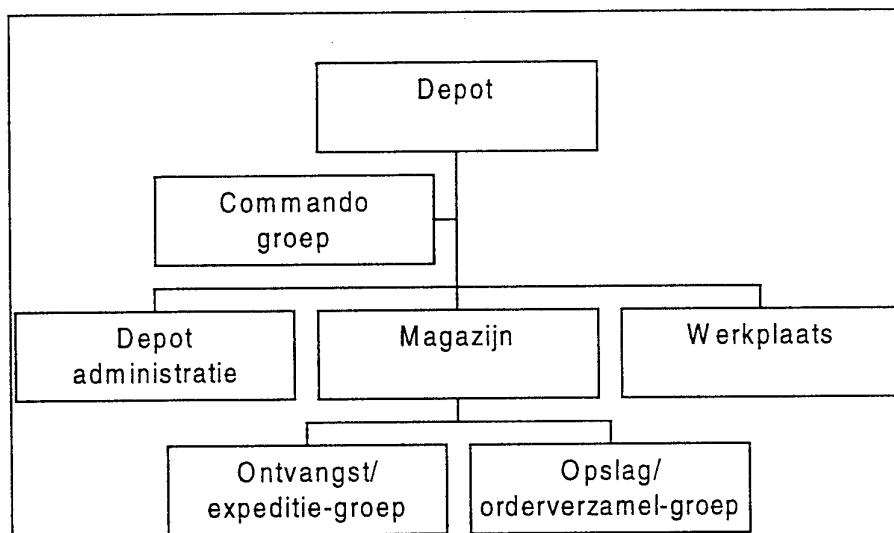 Depot
Commando
groep
Depot
administratie
Magazijn
Werkplaats
Ontvangst/
expeditie-groep
Opslag/
orderverzamel-groep